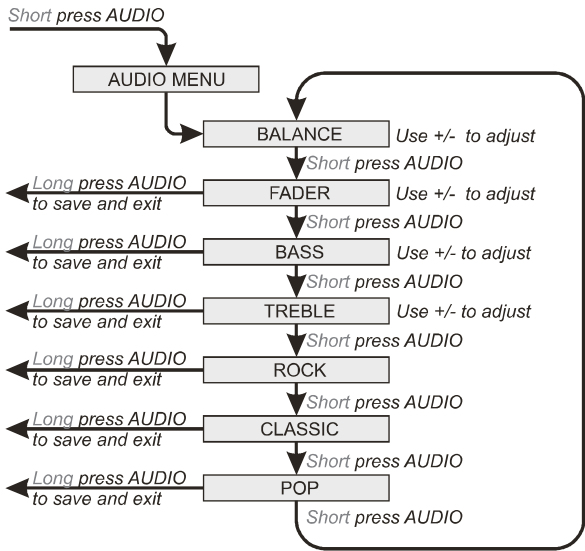 Short press AUDIO
AUDIO MENU
BALANCE Use +/- to adjust
Short press AUDIO
Long press AUDIO
to save and exit
FADER Use +/- to adjust
Short press AUDIO
Long press AUDIO
to save and exit
BASS Use +/- to adjust
Short press AUDIO
Long press AUDIO
to save and exit
TREBLE Use +/- to adjust
Short press AUDIO
Long press AUDIO
to save and exit
ROCK
Short press AUDIO
Long press AUDIO
to save and exit
CLASSIC
Short press AUDIO
Long press AUDIO
to save and exit
POP
Short press AUDIO